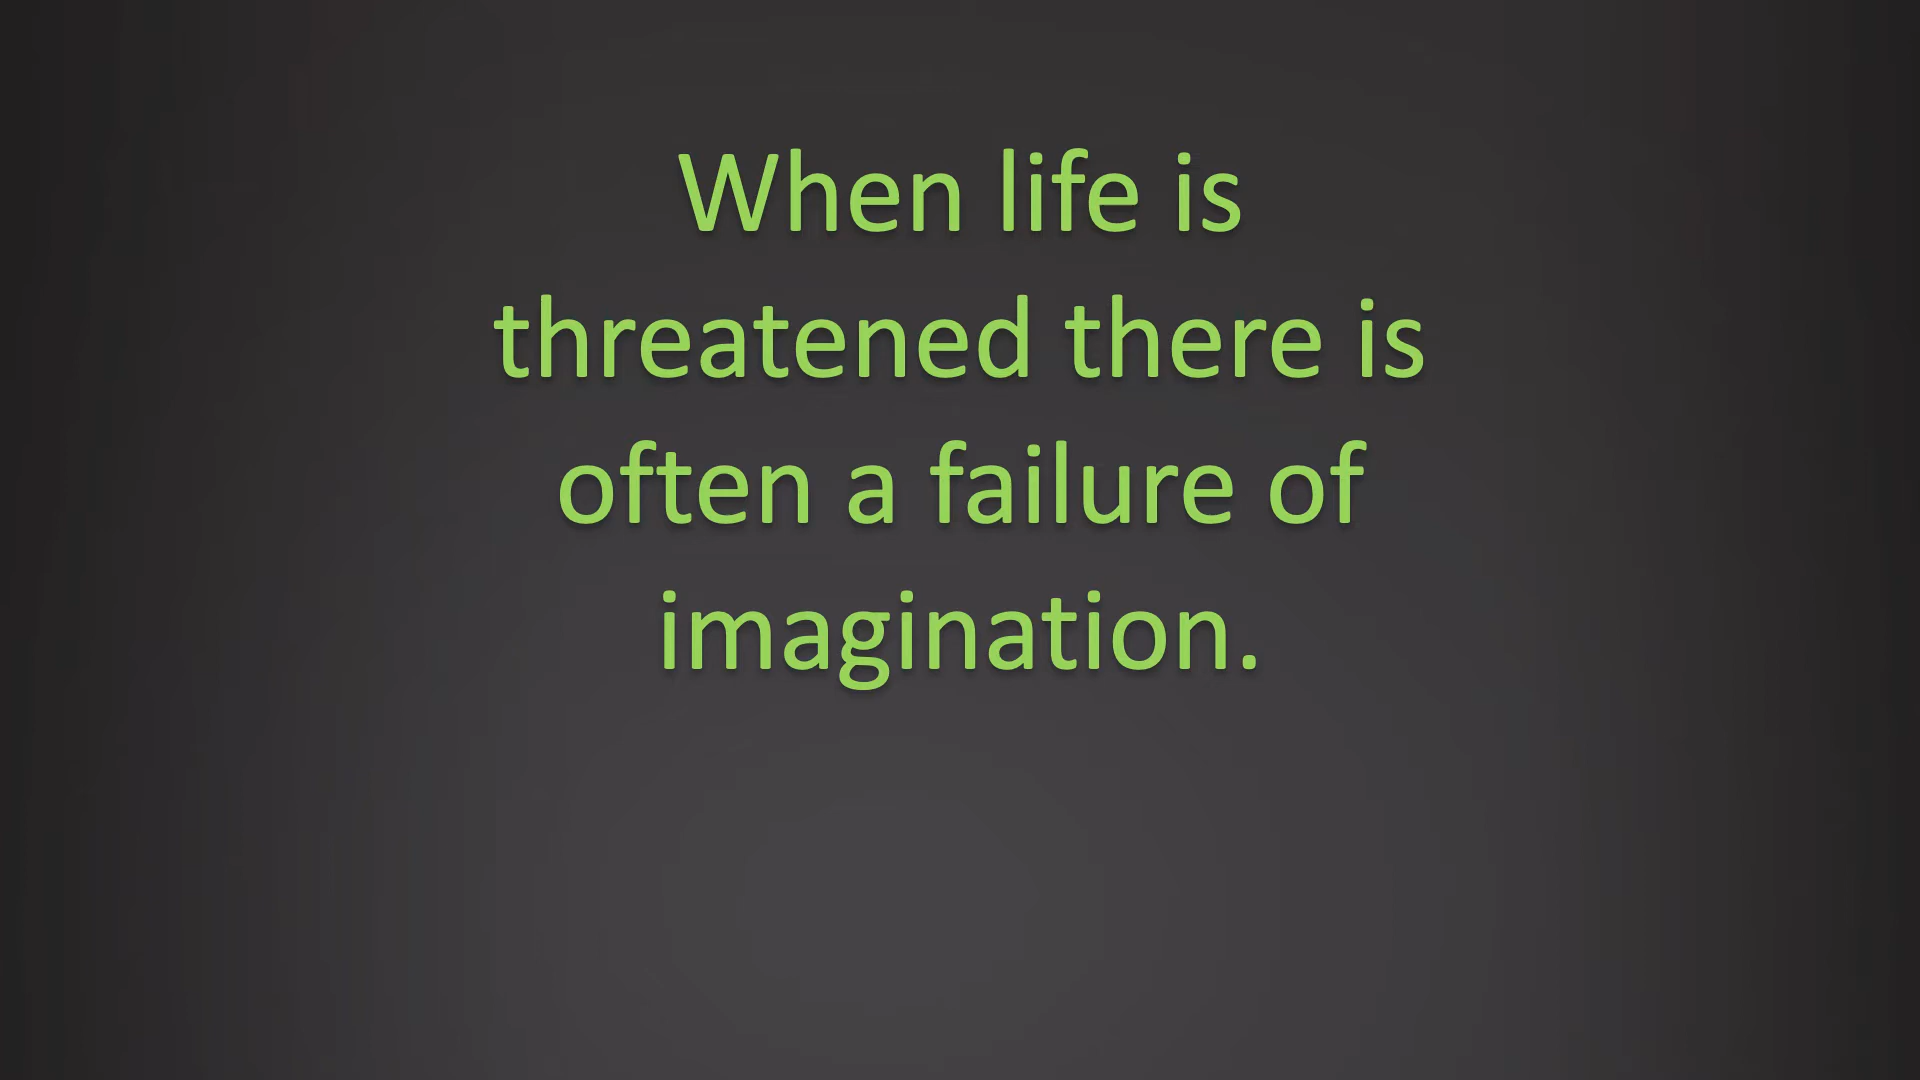 When life is
threatened there is
often a failure of
imagination.